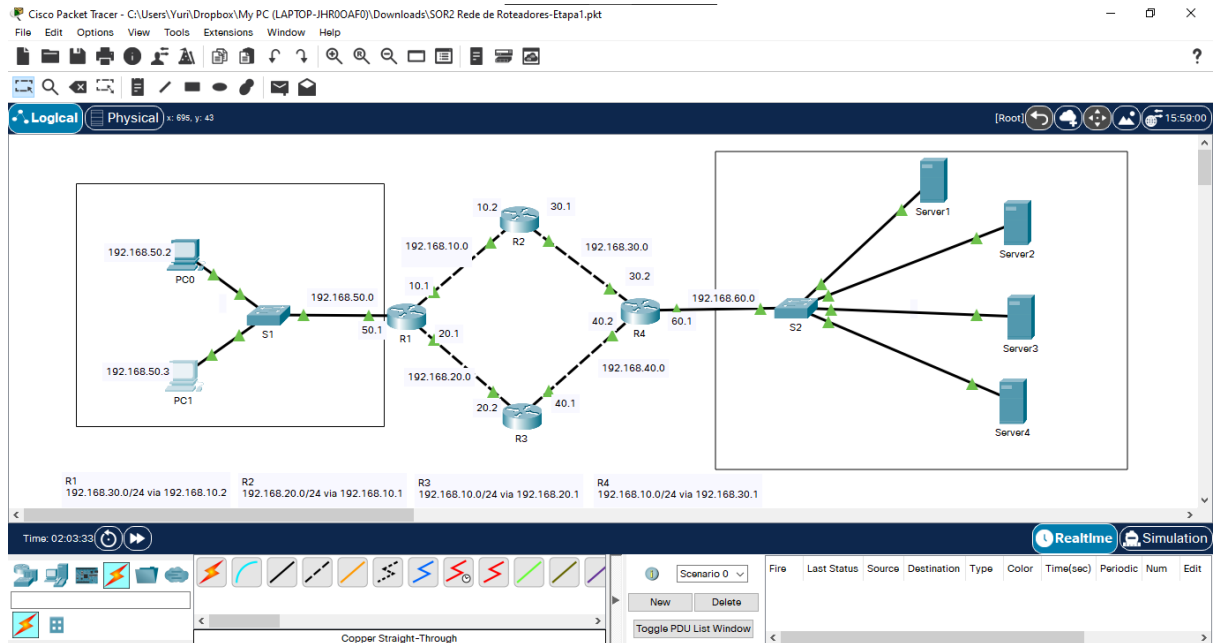 Cisco Packet Tracer - C:\Users\Yuri\Dropbox\My PC (LAPTOP-JHR0OAF0)\Downloads\SOR2 Rede de Roteadores-Etapa1.pkt
File Edit Options View Tools Extensions Window Help
?
Logical Physical x: 695, y: 43 [Root] 15:59:00
10.2 30.1
R2
Server1
192.168.50.2
192.168.10.0 192.168.30.0
Server2
PC0
30.2
10.1
192.168.50.0
192.168.60.0
S1 50.1 R1 20.1 40.2 R4 60.1 S2
Server3
192.168.50.3 192.168.20.0 192.168.40.0
PC1
20.2 40.1
R3
Server4
R1 R2 R3 R4
192.168.30.0/24 via 192.168.10.2 192.168.20.0/24 via 192.168.10.1 192.168.10.0/24 via 192.168.20.1 192.168.10.0/24 via 192.168.30.1
Time: 02:03:33 Realtime Simulation
Scenario 0 Fire Last Status Source Destination Type Color Time(sec) Periodic Num Edit
New Delete
Toggle PDU List Window
Copper Straight-Through